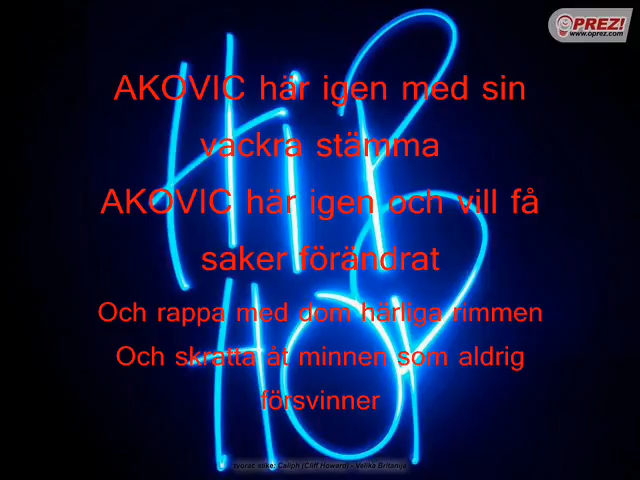 OPREZ!
www.oprez.com
AKOVIC här igen med sin
vackra stämma
AKOVIC här igen och vill få
saker förändrat
Och rappa med dom härliga rimmen
Och skratta åt minnen som aldrig
försvinner
HiP
HOP
slike: Caliph (Cliff Howard) - Velika Britanija